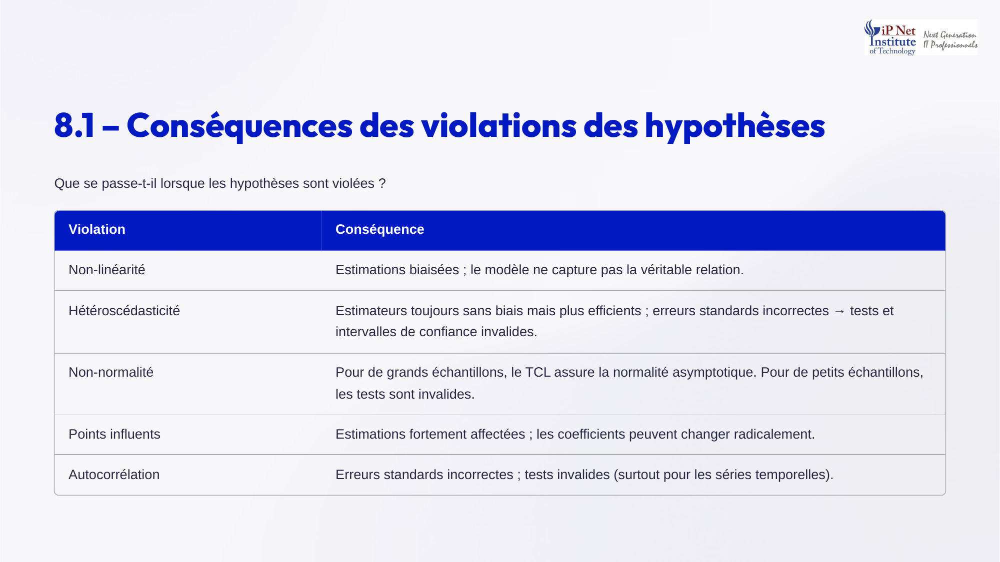 iP Net
Institute
of Technology
Next Generation
IT Professionnels
8.1 – Conséquences des violations des hypothèses
Que se passe-t-il lorsque les hypothèses sont violées ?
Violation
Conséquence
Non-linéarité
Estimations biaisées ; le modèle ne capture pas la véritable relation.
Hétéroscédasticité
Estimateurs toujours sans biais mais plus efficients ; erreurs standards incorrectes → tests et
intervalles de confiance invalides.
Non-normalité
Pour de grands échantillons, le TCL assure la normalité asymptotique. Pour de petits échantillons,
les tests sont invalides.
Points influents
Estimations fortement affectées ; les coefficients peuvent changer radicalement.
Autocorrélation
Erreurs standards incorrectes ; tests invalides (surtout pour les séries temporelles).